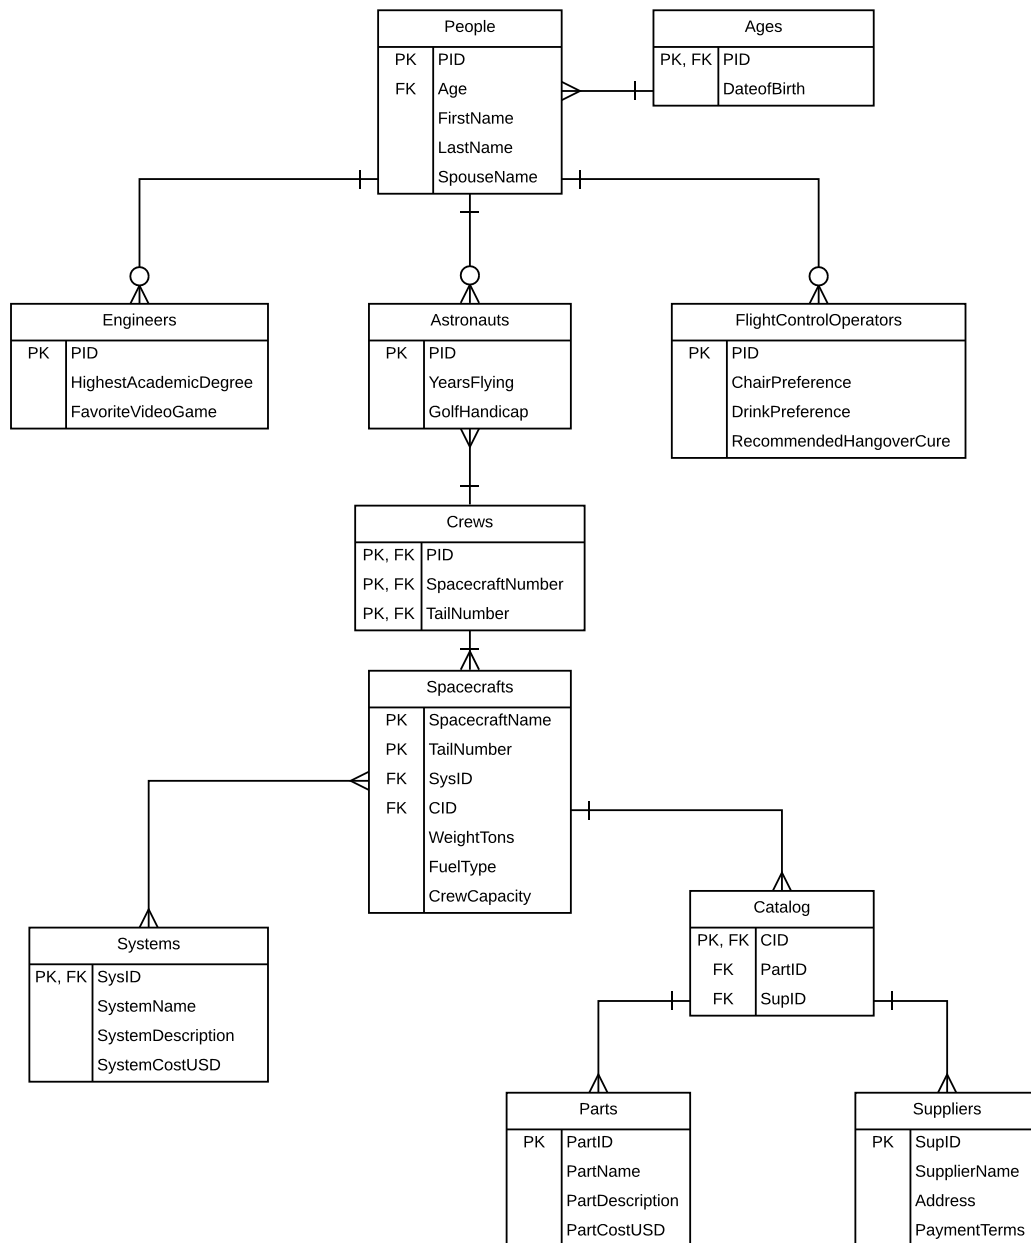 People
PK PID
FK Age
FirstName
LastName
SpouseName
Ages
PK, FK PID
DateofBirth
Engineers
PK PID
HighestAcademicDegree
FavoriteVideoGame
Astronauts
PK PID
YearsFlying
GolfHandicap
FlightControlOperators
PK PID
ChairPreference
DrinkPreference
RecommendedHangoverCure
Crews
PK, FK PID
PK, FK SpacecraftNumber
PK, FK TailNumber
Spacecrafts
PK SpacecraftName
PK TailNumber
FK SysID
FK CID
WeightTons
FuelType
CrewCapacity
Systems
PK, FK SysID
SystemName
SystemDescription
SystemCostUSD
Catalog
PK, FK CID
FK PartID
FK SupID
Parts
PK PartID
PartName
PartDescription
PartCostUSD
Suppliers
PK SupID
SupplierName
Address
PaymentTerms